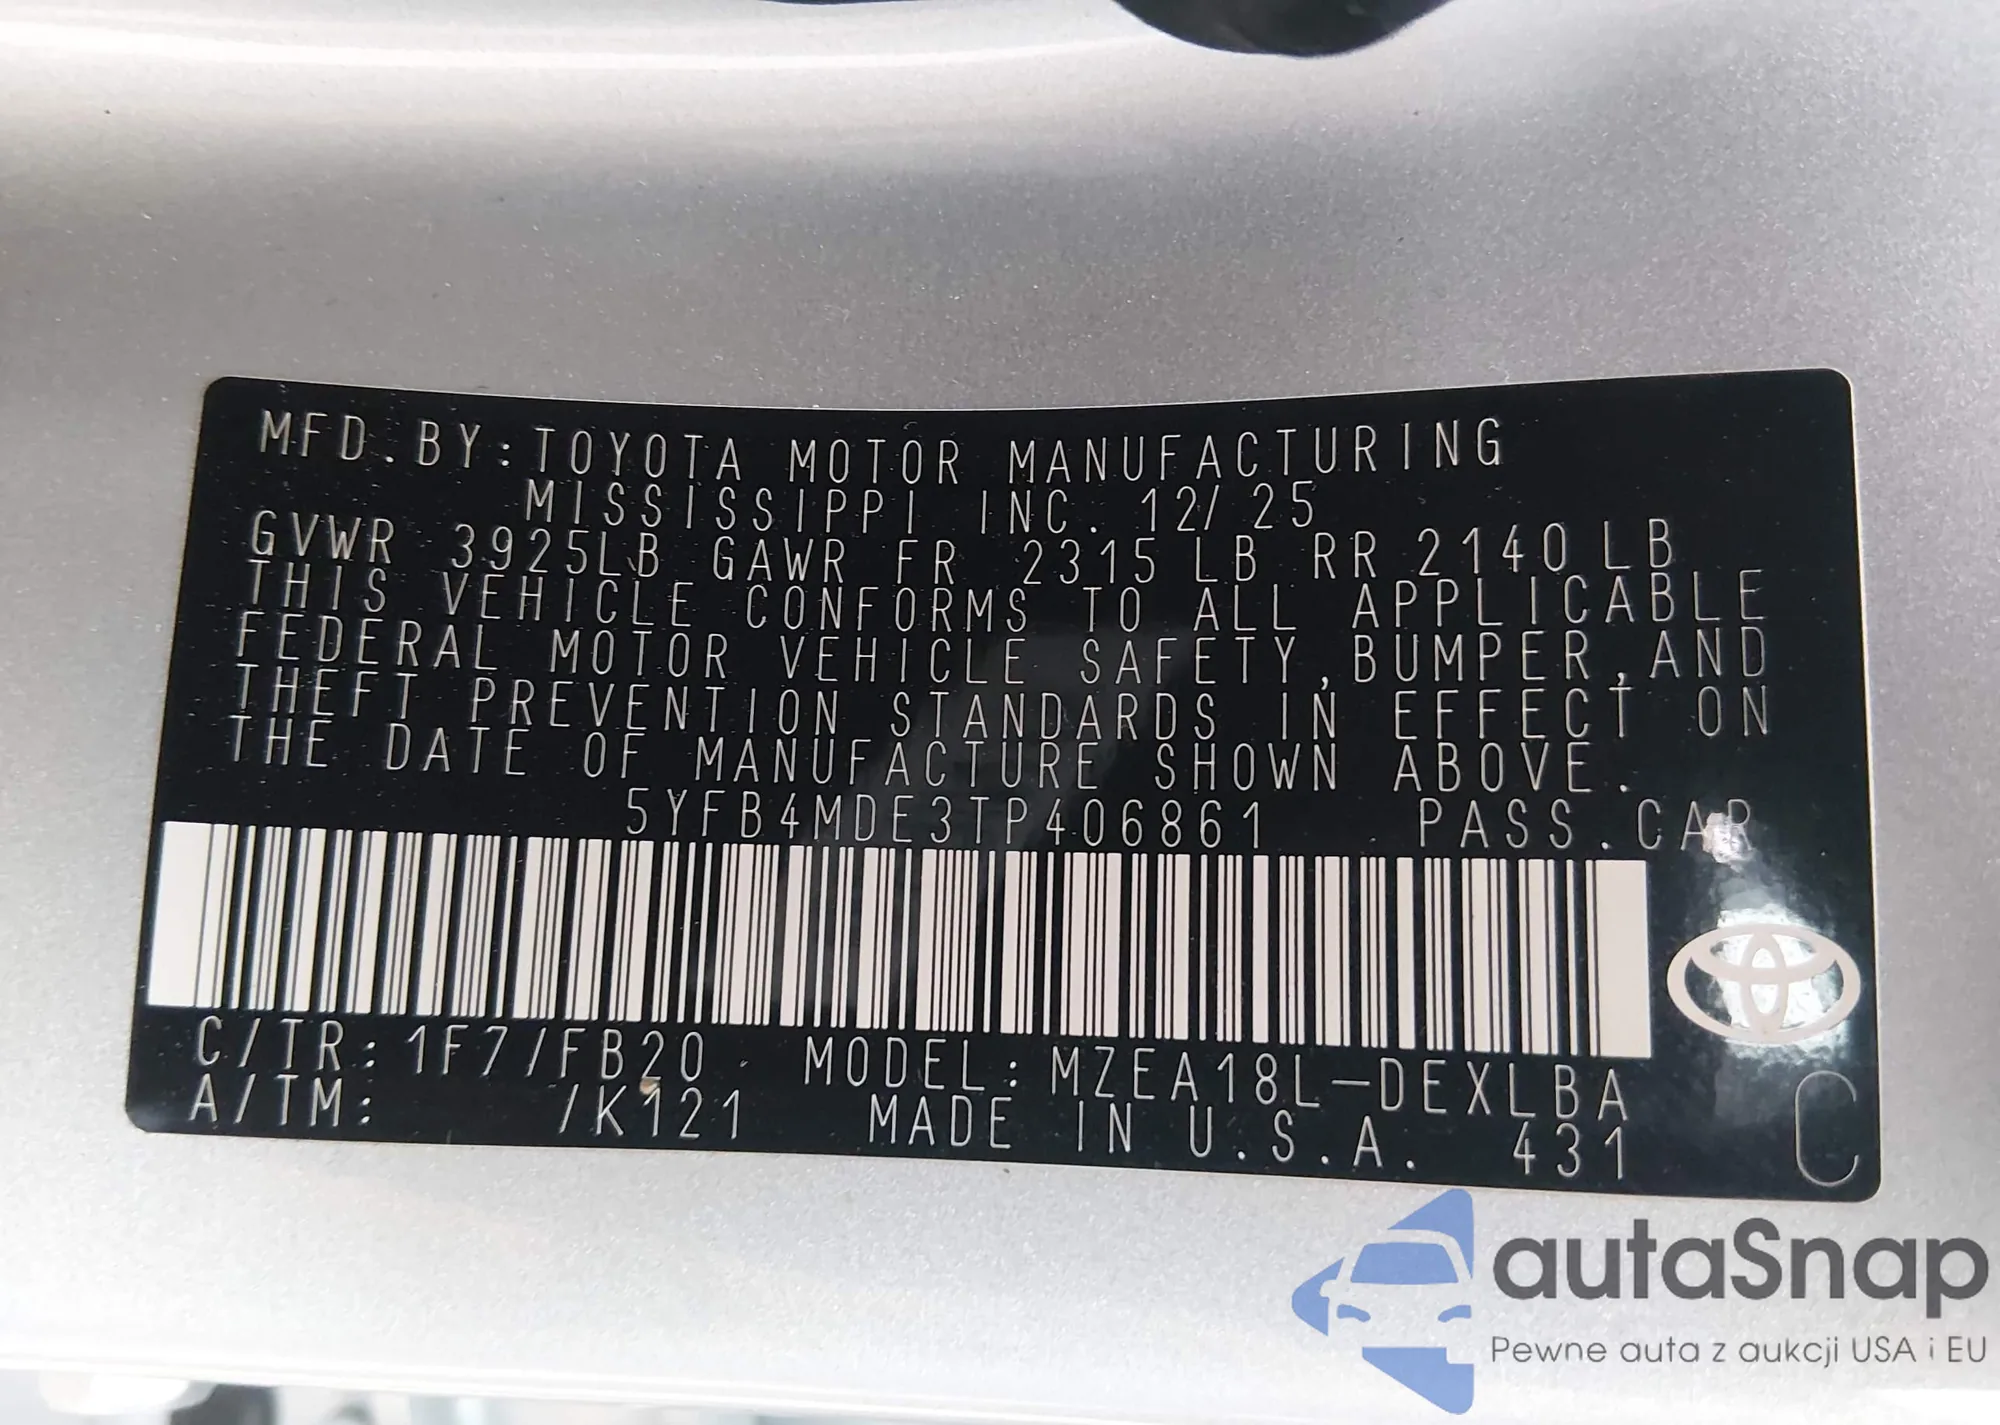 MFD.BY:TOYOTA MOTOR MANUFACTURING
MISSISSIPPI INC. 12/25
GVWR 3925LB GAWR FR 2315 LB RR 2140 LB
THIS VEHICLE CONFORMS TO ALL APPLICABLE
FEDERAL MOTOR VEHICLE SAFETY,BUMPER,AND
THEFT PREVENTION STANDARDS IN EFFECT ON
THE DATE OF MANUFACTURE SHOWN ABOVE.
5YFB4MDE3TP406861 PASS.CAR
C/TR:1F7/FB20 MODEL:MZEA18L-DEXLBA
A/TM: /K121 MADE IN U.S.A. 431
C
autaSnap
Pewne auta z aukcji USA i EU